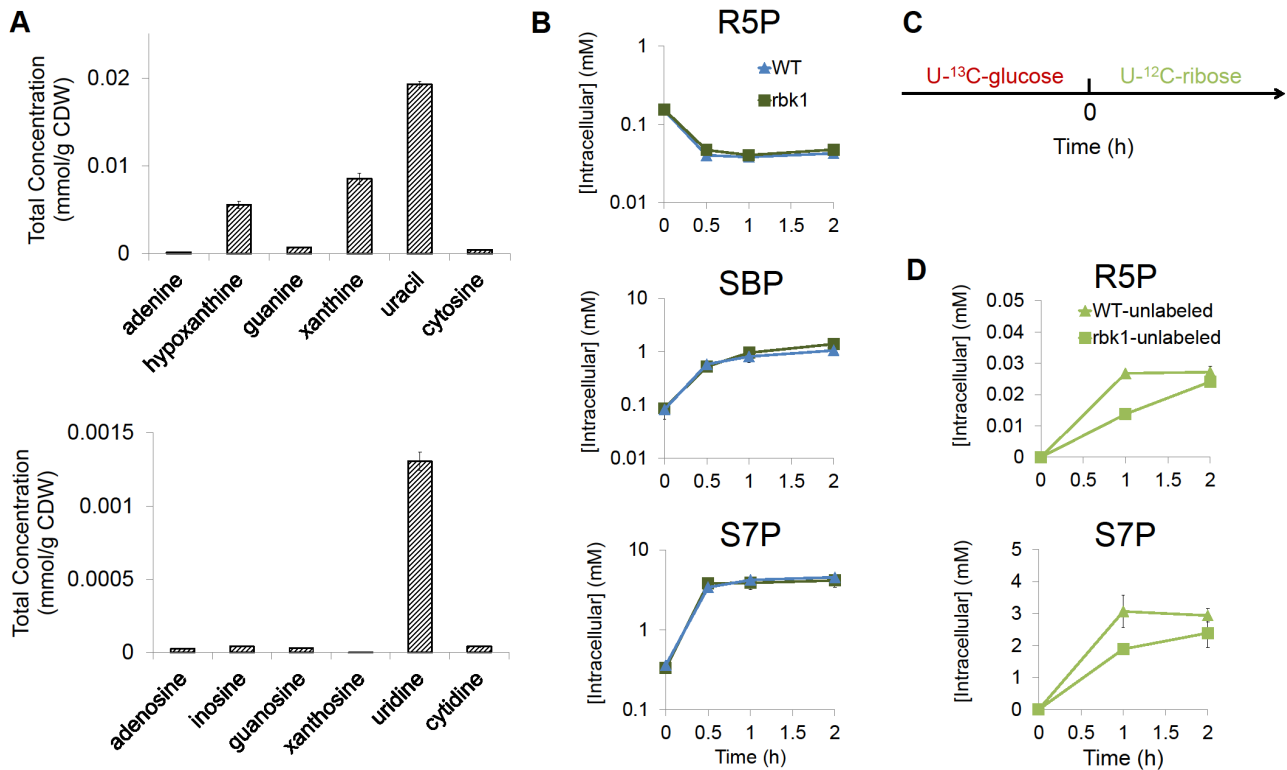 A
Total Concentration
(mmol/g CDW)
0.02
0.01
0
adenine
hypoxanthine
guanine
xanthine
uracil
cytosine
Total Concentration
(mmol/g CDW)
0.0015
0.001
0.0005
0
adenosine
inosine
guanosine
xanthosine
uridine
cytidine
B
R5P
[Intracellular] (mM)
1
0.1
0.01
WT
rbk1
0 0.5 1 1.5 2
SBP
[Intracellular] (mM)
10
1
0.1
0.01
0 0.5 1 1.5 2
S7P
[Intracellular] (mM)
10
1
0.1
0 0.5 1 1.5 2
Time (h)
C
U-¹³C-glucose U-¹²C-ribose
0
Time (h)
D
R5P
[Intracellular] (mM)
0.05
0.04
0.03
0.02
0.01
0
WT-unlabeled
rbk1-unlabeled
0 0.5 1 1.5 2
S7P
[Intracellular] (mM)
5
4
3
2
1
0
0 0.5 1 1.5 2
Time (h)